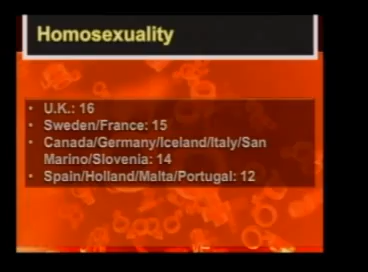 Homosexuality
• U.K.: 16
• Sweden/France: 15
• Canada/Germany/Iceland/Italy/San
Marino/Slovenia: 14
• Spain/Holland/Malta/Portugal: 12